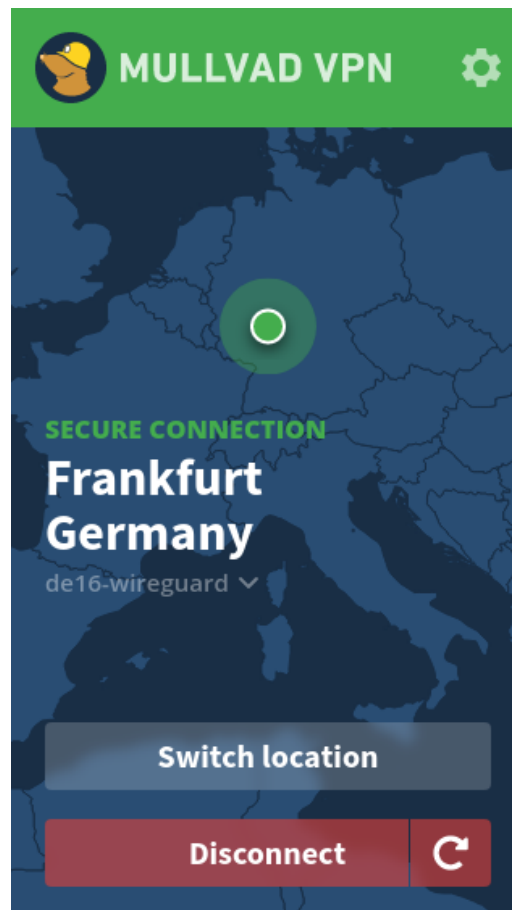 MULLVAD VPN
SECURE CONNECTION
Frankfurt
Germany
de16-wireguard
Switch location
Disconnect